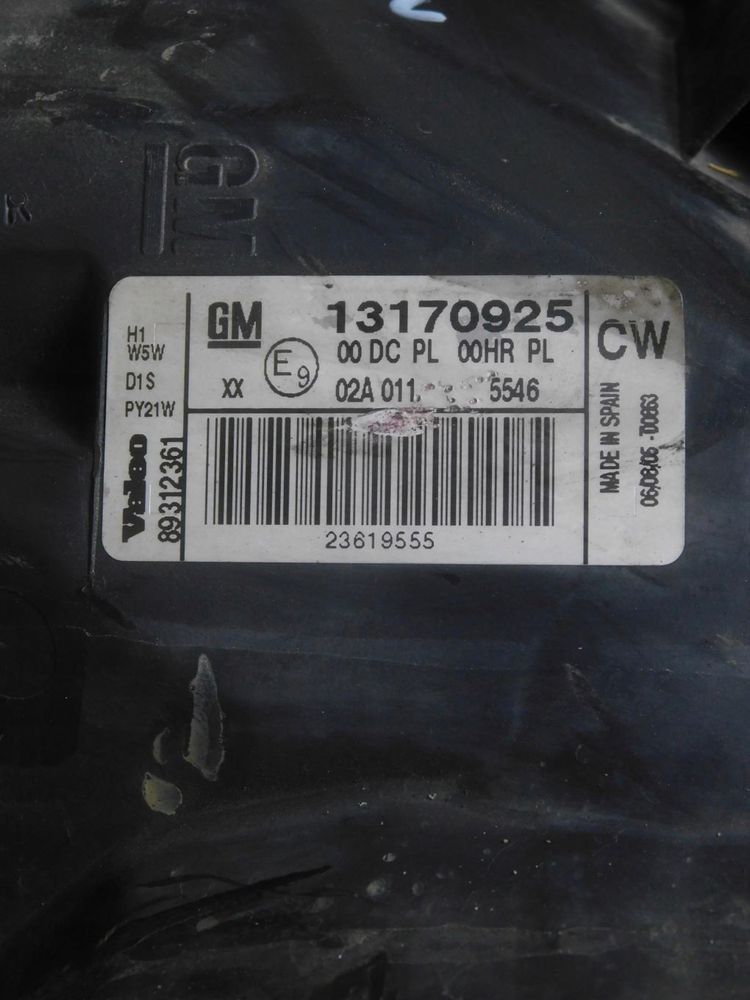 GM
H1
W5W
D1S
PY21W
Valeo
89312361
GM 13170925
00 DC PL 00HR PL
E9
XX 02A 011 5546
23619555
CW
MADE IN SPAIN
06/08/05 -T0063